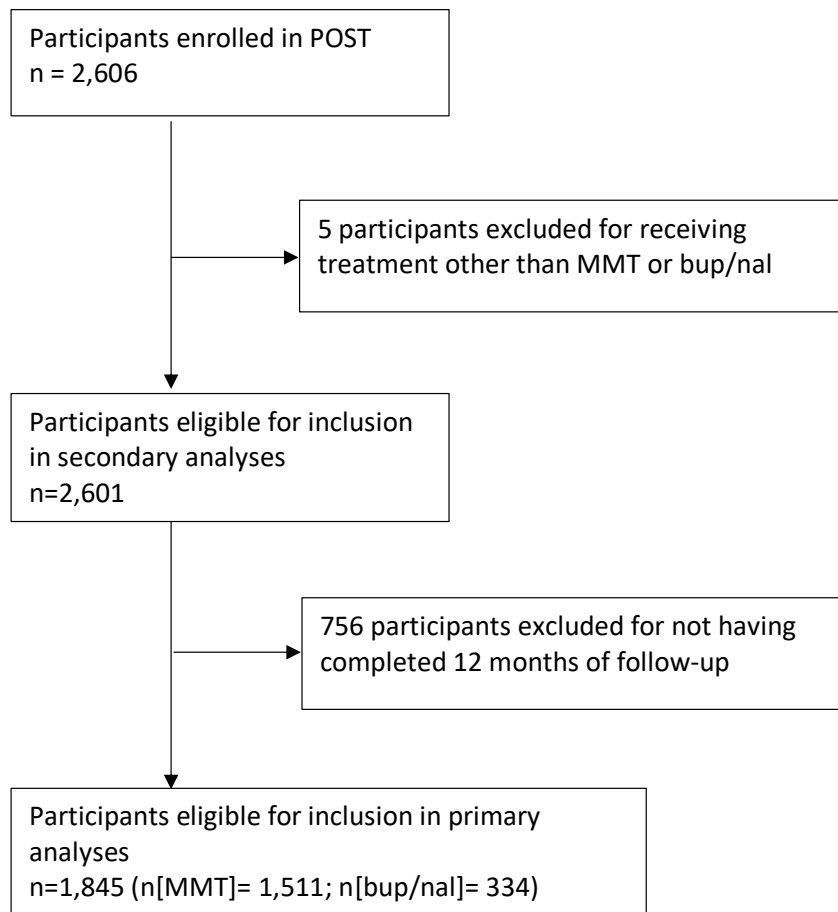 Participants enrolled in POST
n = 2,606
5 participants excluded for receiving
treatment other than MMT or bup/nal
Participants eligible for inclusion
in secondary analyses
n=2,601
756 participants excluded for not having
completed 12 months of follow-up
Participants eligible for inclusion in primary
analyses
n=1,845 (n[MMT]= 1,511; n[bup/nal]= 334)